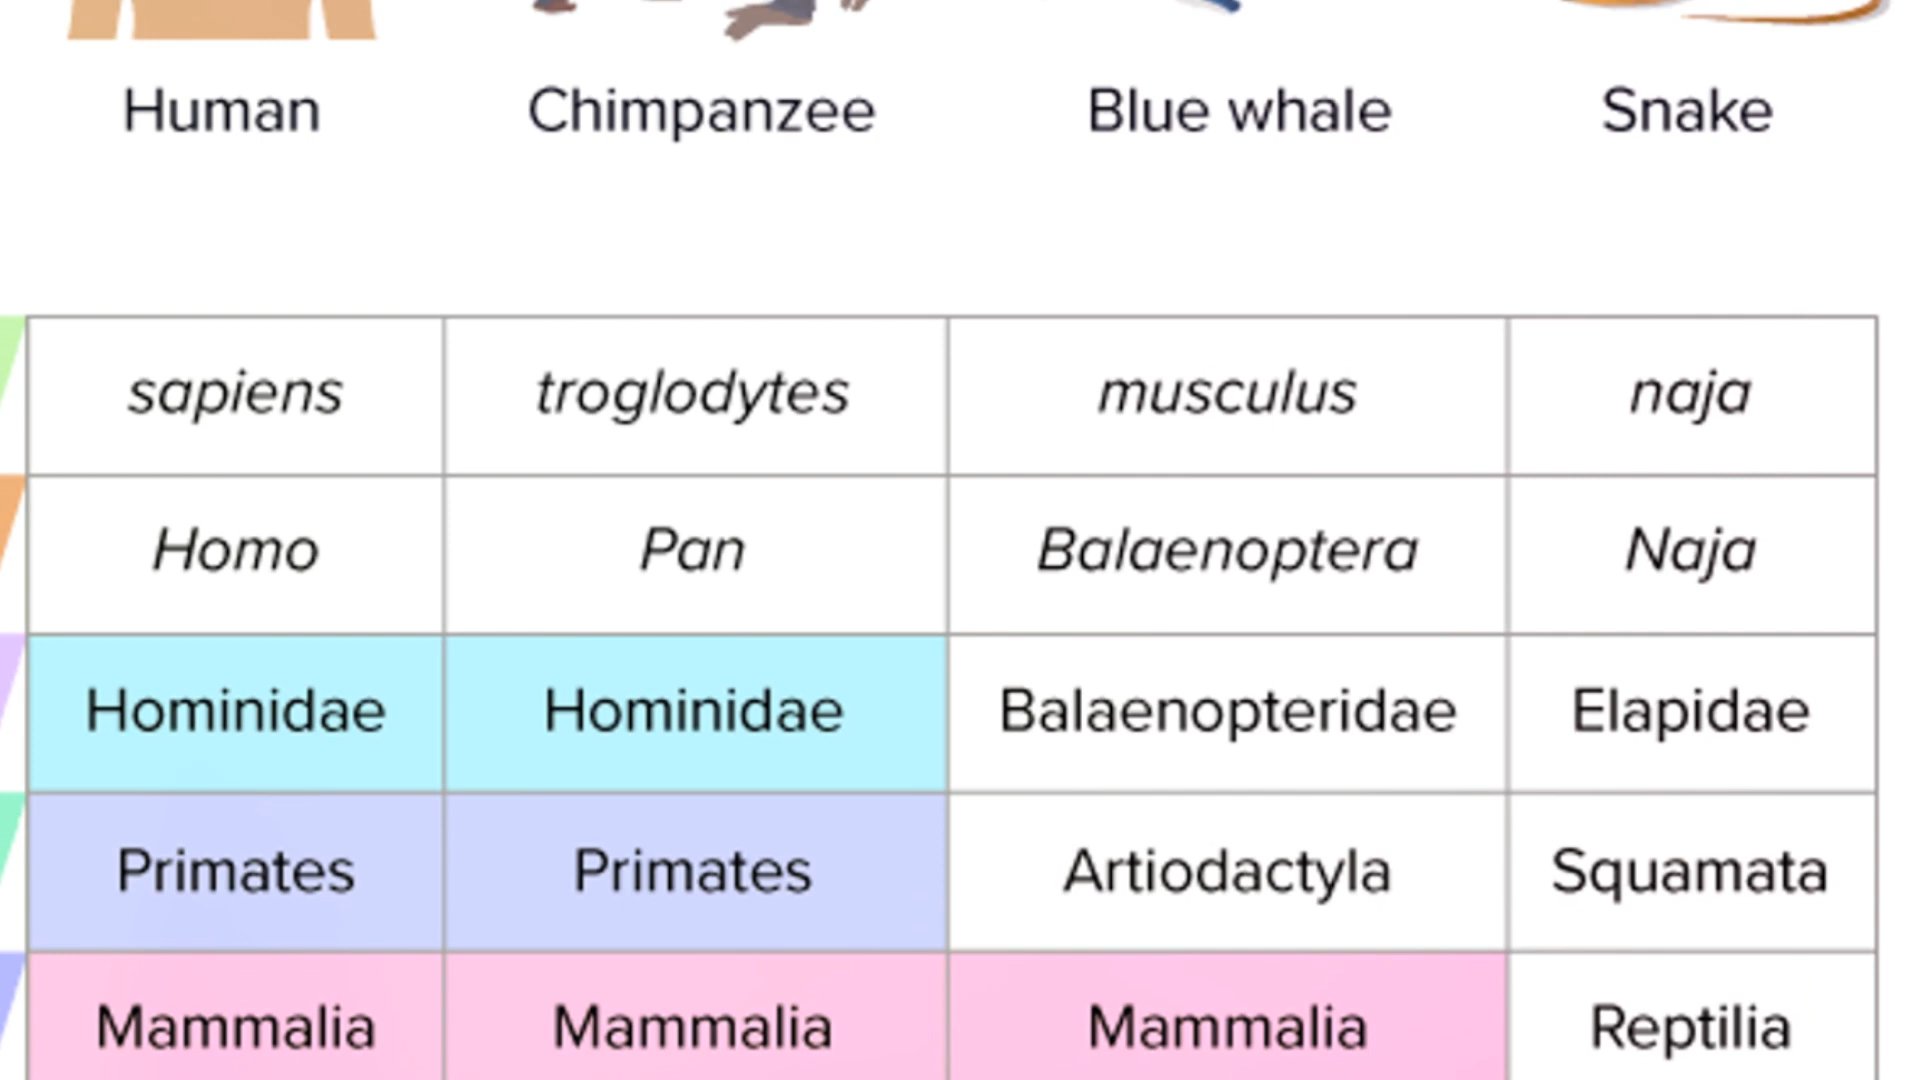 Human Chimpanzee Blue whale Snake
sapiens troglodytes musculus naja
Homo Pan Balaenoptera Naja
Hominidae Hominidae Balaenopteridae Elapidae
Primates Primates Artiodactyla Squamata
Mammalia Mammalia Mammalia Reptilia